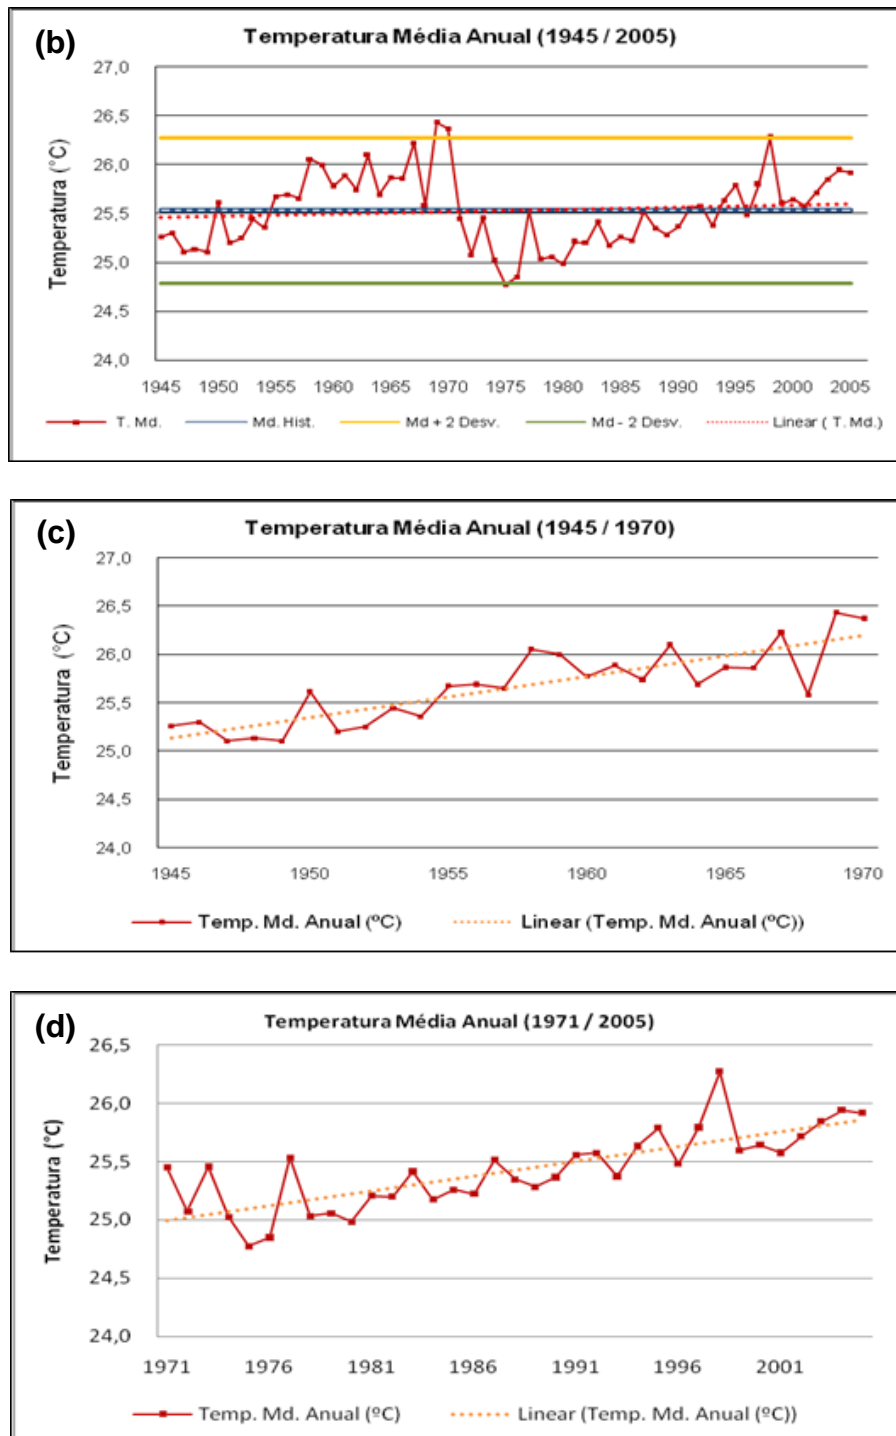 (b)
Temperatura Média Anual (1945 / 2005)
Temperatura (°C)
27,0
26,5
26,0
25,5
25,0
24,5
24,0
1945 1950 1955 1960 1965 1970 1975 1980 1985 1990 1995 2000 2005
T. Md. Md. Hist. Md + 2 Desv. Md - 2 Desv. Linear ( T. Md.)
(c)
Temperatura Média Anual (1945 / 1970)
Temperatura (°C)
27,0
26,5
26,0
25,5
25,0
24,5
24,0
1945 1950 1955 1960 1965 1970
Temp. Md. Anual (ºC) Linear (Temp. Md. Anual (ºC))
(d)
Temperatura Média Anual (1971 / 2005)
Temperatura (°C)
26,5
26,0
25,5
25,0
24,5
24,0
1971 1976 1981 1986 1991 1996 2001
Temp. Md. Anual (ºC) Linear (Temp. Md. Anual (ºC))